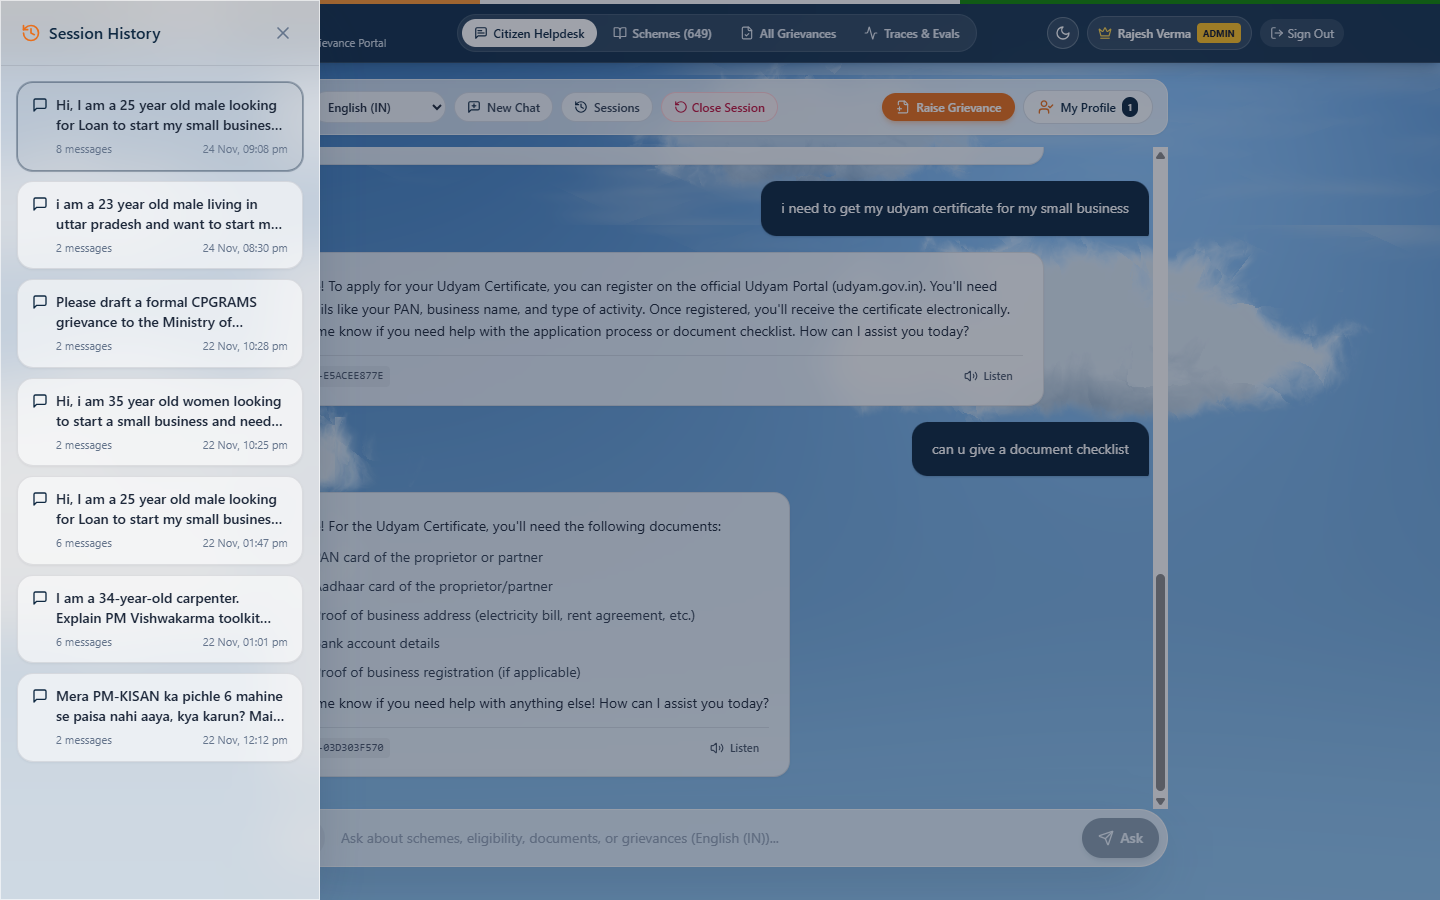 Session History
Hi, I am a 25 year old male looking
for Loan to start my small busines...
8 messages 24 Nov, 09:08 pm
i am a 23 year old male living in
uttar pradesh and want to start m...
2 messages 24 Nov, 08:30 pm
Please draft a formal CPGRAMS
grievance to the Ministry of...
2 messages 22 Nov, 10:28 pm
Hi, i am 35 year old women looking
to start a small business and need...
2 messages 22 Nov, 10:25 pm
Hi, I am a 25 year old male looking
for Loan to start my small busines...
6 messages 22 Nov, 01:47 pm
I am a 34-year-old carpenter.
Explain PM Vishwakarma toolkit...
6 messages 22 Nov, 01:01 pm
Mera PM-KISAN ka pichle 6 mahine
se paisa nahi aaya, kya karun? Mai...
2 messages 22 Nov, 12:12 pm
ievance Portal
Citizen Helpdesk Schemes (649) All Grievances Traces & Evals
Rajesh Verma ADMIN Sign Out
English (IN) New Chat Sessions Close Session Raise Grievance My Profile 1
i need to get my udyam certificate for my small business
! To apply for your Udyam Certificate, you can register on the official Udyam Portal (udyam.gov.in). You'll need
ils like your PAN, business name, and type of activity. Once registered, you'll receive the certificate electronically.
me know if you need help with the application process or document checklist. How can I assist you today?
-E5ACEE877E Listen
can u give a document checklist
! For the Udyam Certificate, you'll need the following documents:
AN card of the proprietor or partner
adhaar card of the proprietor/partner
roof of business address (electricity bill, rent agreement, etc.)
ank account details
roof of business registration (if applicable)
me know if you need help with anything else! How can I assist you today?
-03D303F570 Listen
Ask about schemes, eligibility, documents, or grievances (English (IN))... Ask